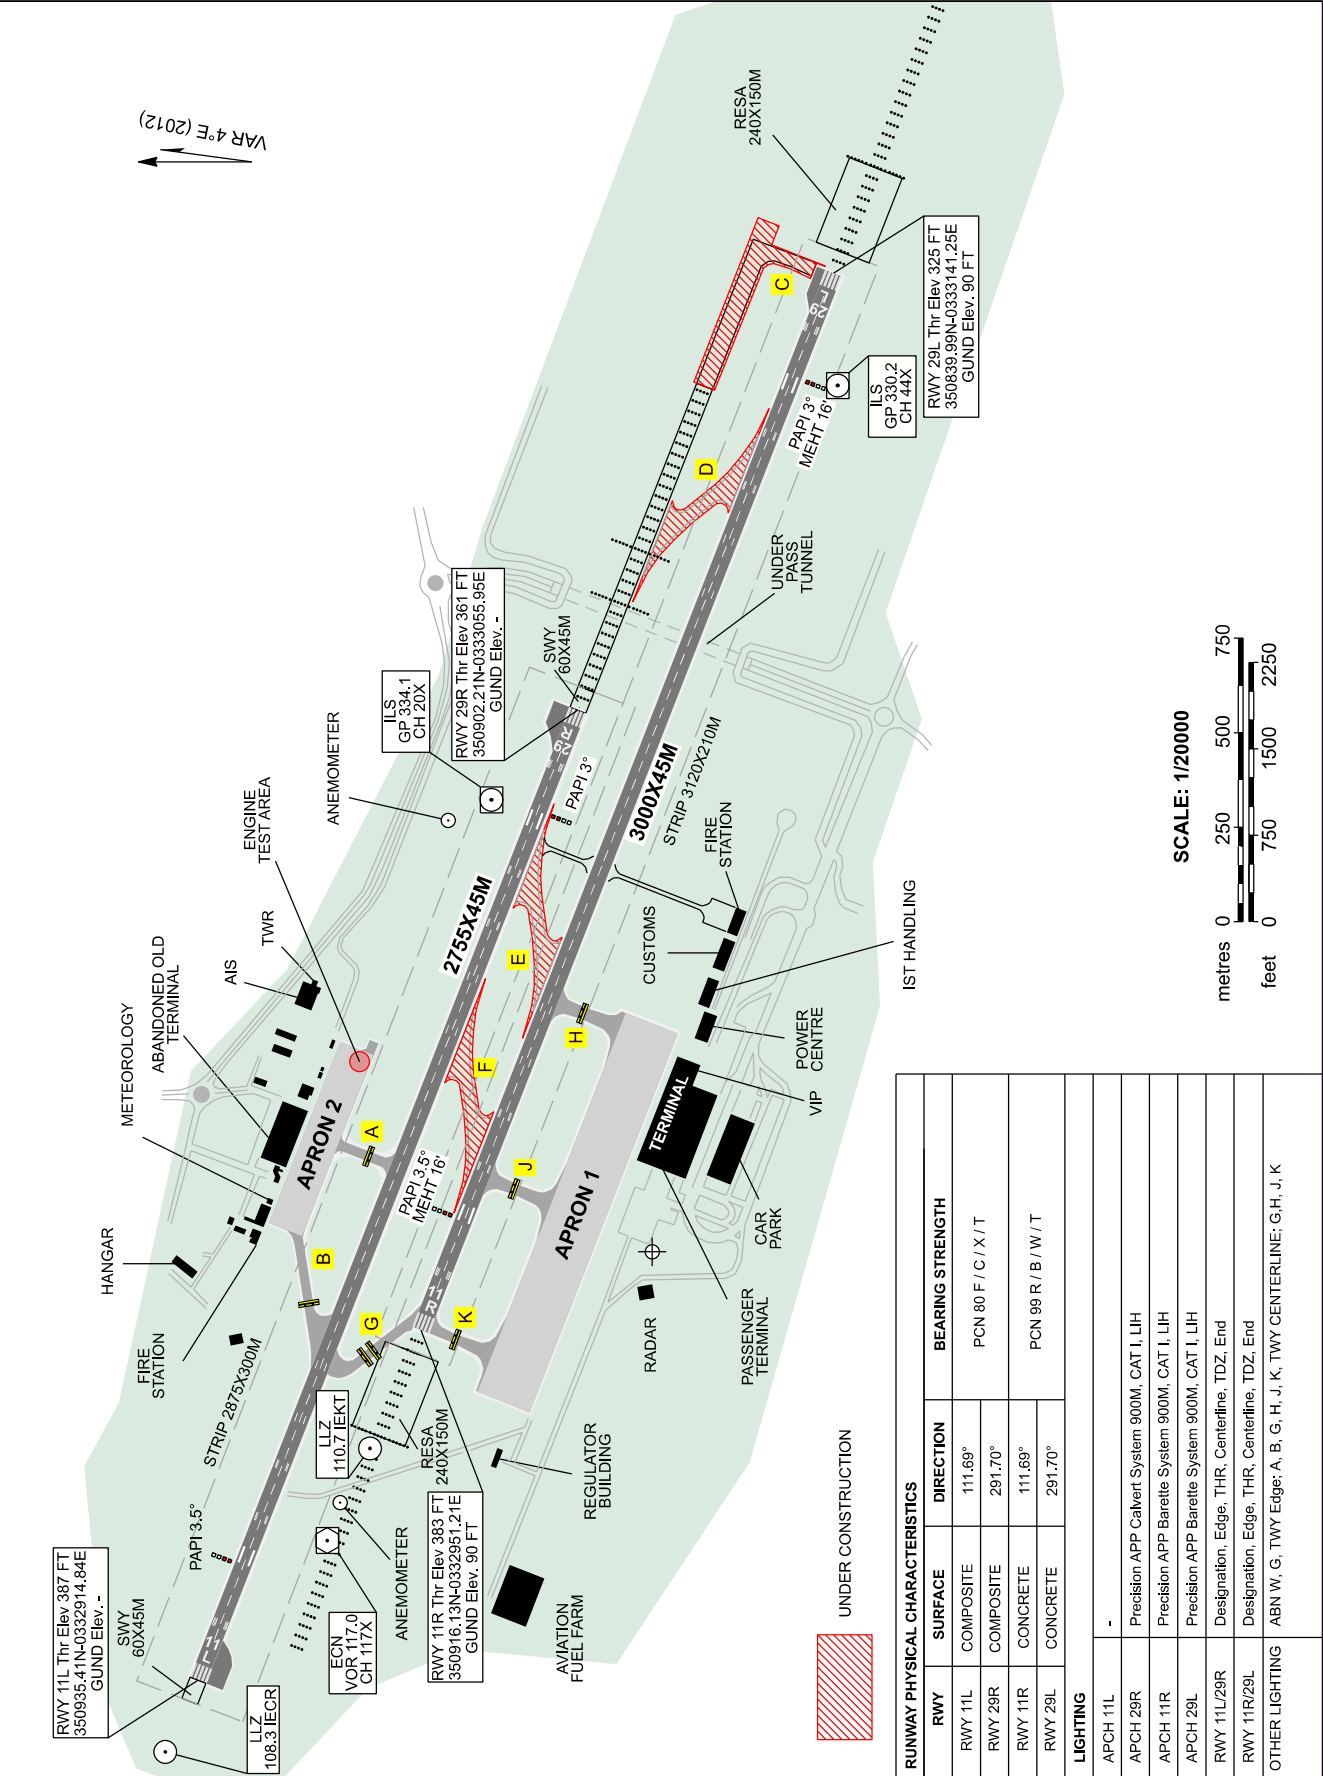 VAR 4°E (2012)
RESA
240X150M
RWY 29L Thr Elev 325 FT
350839.99N-0333141.25E
GUND Elev. 90 FT
C
29
L
ILS
GP 330.2
CH 44X
PAPI 3°
MEHT 16'
D
UNDER
PASS
TUNNEL
RWY 29R Thr Elev 361 FT
350902.21N-0333055.95E
GUND Elev. -
SWY
60X45M
ILS
GP 334.1
CH 20X
ANEMOMETER
29
R
PAPI 3°
3000X45M
STRIP 3120X210M
2755X45M
ENGINE
TEST AREA
TWR
AIS
ABANDONED OLD
TERMINAL
METEOROLOGY
HANGAR
FIRE
STATION
APRON 2
A
B
E
F
G
H
J
K
FIRE
STATION
CUSTOMS
IST HANDLING
POWER
CENTRE
VIP
TERMINAL
CAR
PARK
PASSENGER
TERMINAL
RADAR
APRON 1
PAPI 3.5°
MEHT 16'
11
R
STRIP 2875X300M
LLZ
110.7 IEKT
RESA
240X150M
REGULATOR
BUILDING
RWY 11R Thr Elev 383 FT
350916.13N-0332951.21E
GUND Elev. 90 FT
ANEMOMETER
ECN
VOR 117.0
CH 117X
AVIATION
FUEL FARM
PAPI 3.5°
11
L
RWY 11L Thr Elev 387 FT
350935.41N-0332914.84E
GUND Elev. -
SWY
60X45M
LLZ
108.3 IECR
SCALE: 1/20000
metres 0 250 500 750
feet 0 750 1500 2250
UNDER CONSTRUCTION
RUNWAY PHYSICAL CHARACTERISTICS
RWY SURFACE DIRECTION BEARING STRENGTH
RWY 11L COMPOSITE 111.69° PCN 80 F / C / X / T
RWY 29R COMPOSITE 291.70°
RWY 11R CONCRETE 111.69° PCN 99 R / B / W / T
RWY 29L CONCRETE 291.70°
LIGHTING
APCH 11L -
APCH 29R Precision APP Calvert System 900M, CAT I, LIH
APCH 11R Precision APP Barette System 900M, CAT I, LIH
APCH 29L Precision APP Barette System 900M, CAT I, LIH
RWY 11L/29R Designation, Edge, THR, Centerline, TDZ, End
RWY 11R/29L Designation, Edge, THR, Centerline, TDZ, End
OTHER LIGHTING ABN W, G, TWY Edge; A, B, G, H, J, K, TWY CENTERLINE; G,H, J, K